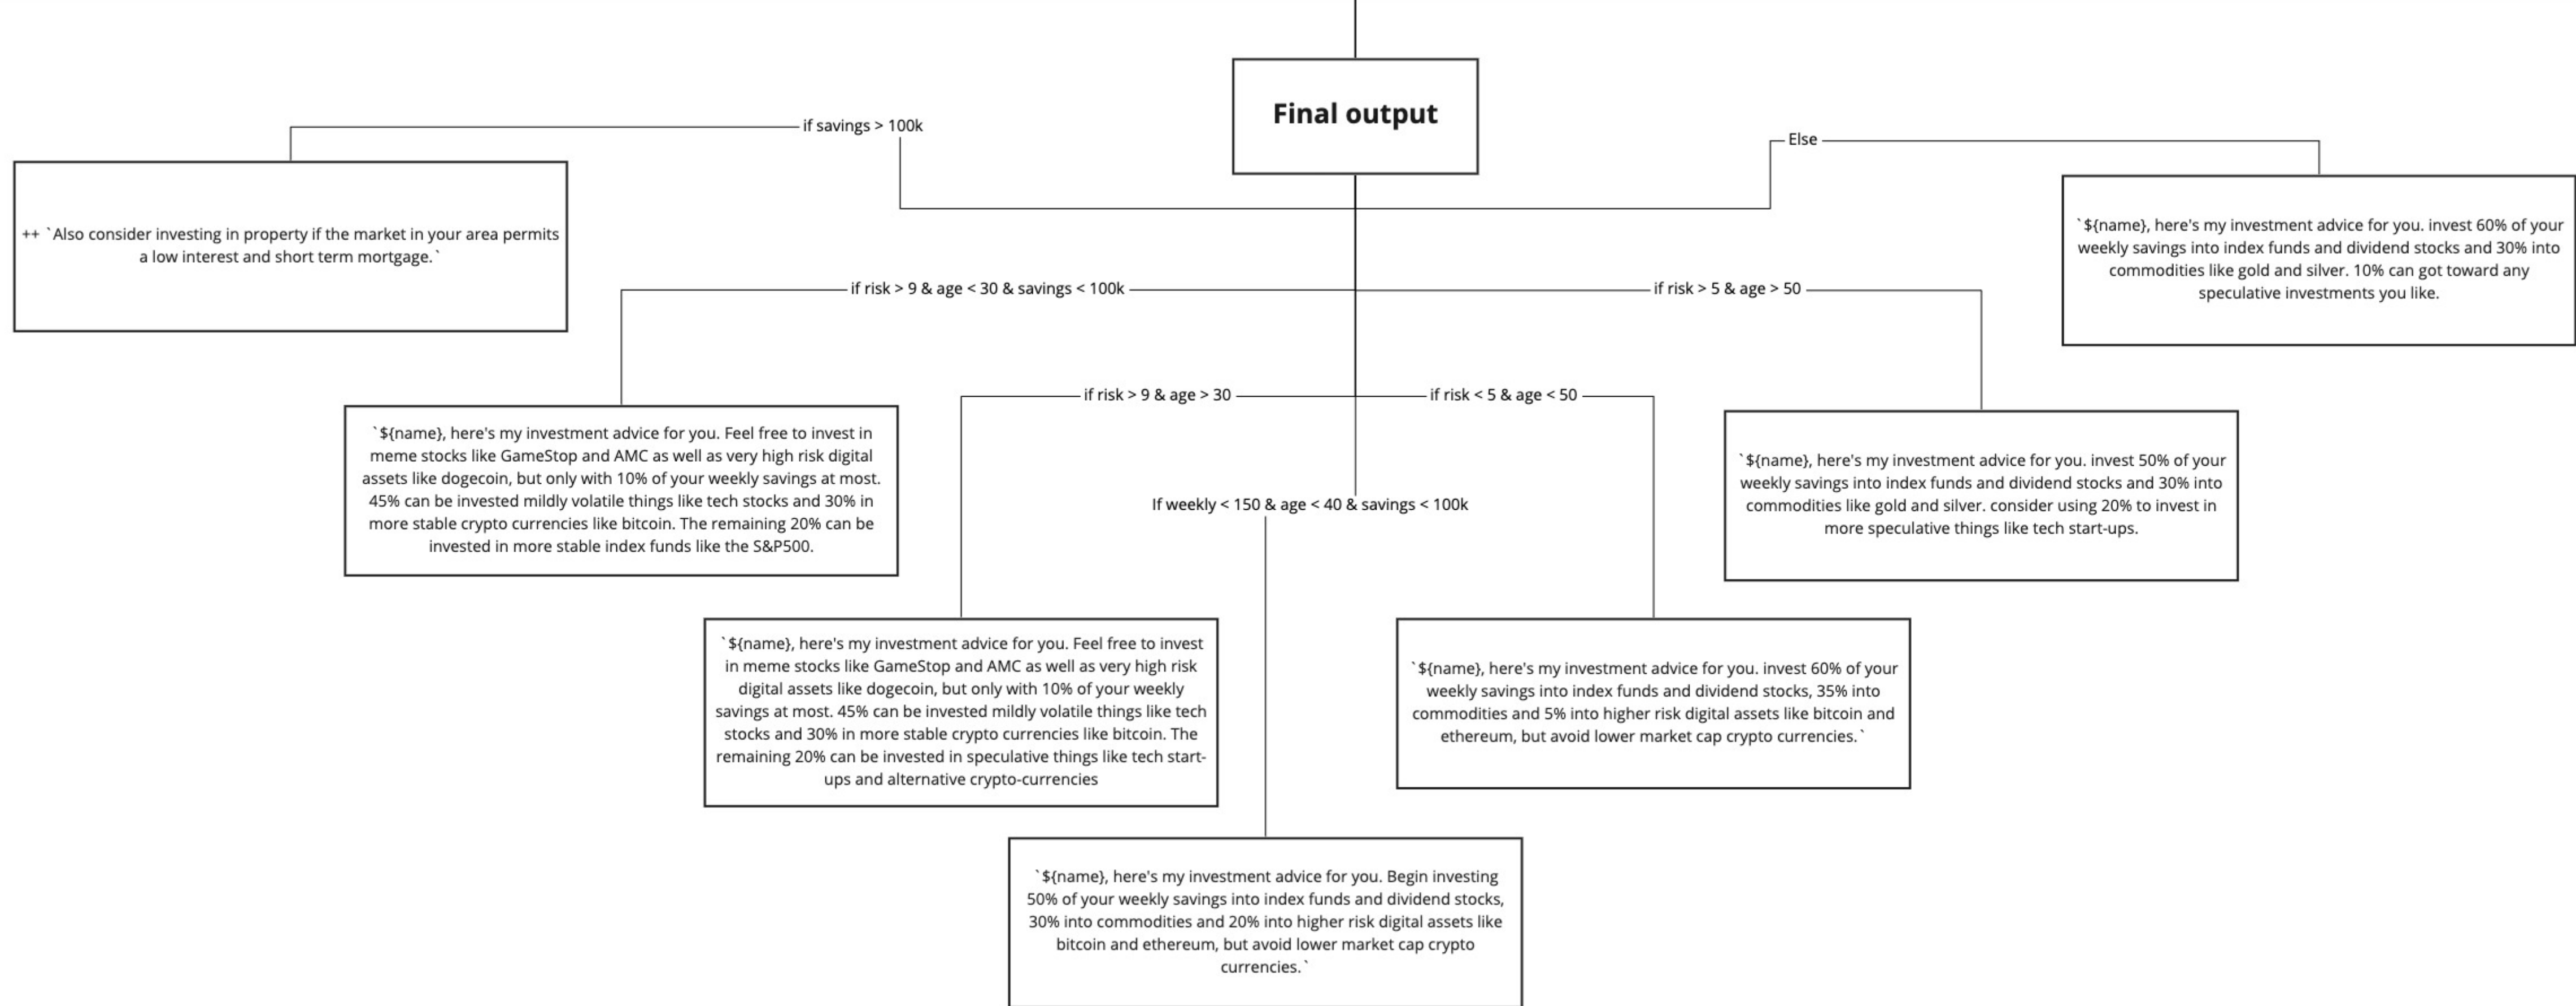 Final output
if savings > 100k
Else
++ `Also consider investing in property if the market in your area permits
a low interest and short term mortgage.`
`${name}, here's my investment advice for you. invest 60% of your
weekly savings into index funds and dividend stocks and 30% into
commodities like gold and silver. 10% can got toward any
speculative investments you like.
if risk > 9 & age < 30 & savings < 100k
if risk > 5 & age > 50
`${name}, here's my investment advice for you. Feel free to invest in
meme stocks like GameStop and AMC as well as very high risk digital
assets like dogecoin, but only with 10% of your weekly savings at most.
45% can be invested mildly volatile things like tech stocks and 30% in
more stable crypto currencies like bitcoin. The remaining 20% can be
invested in more stable index funds like the S&P500.
if risk > 9 & age > 30
if risk < 5 & age < 50
`${name}, here's my investment advice for you. invest 50% of your
weekly savings into index funds and dividend stocks and 30% into
commodities like gold and silver. consider using 20% to invest in
more speculative things like tech start-ups.
If weekly < 150 & age < 40 & savings < 100k
`${name}, here's my investment advice for you. Feel free to invest
in meme stocks like GameStop and AMC as well as very high risk
digital assets like dogecoin, but only with 10% of your weekly
savings at most. 45% can be invested mildly volatile things like tech
stocks and 30% in more stable crypto currencies like bitcoin. The
remaining 20% can be invested in speculative things like tech start-
ups and alternative crypto-currencies
`${name}, here's my investment advice for you. invest 60% of your
weekly savings into index funds and dividend stocks, 35% into
commodities and 5% into higher risk digital assets like bitcoin and
ethereum, but avoid lower market cap crypto currencies.`
`${name}, here's my investment advice for you. Begin investing
50% of your weekly savings into index funds and dividend stocks,
30% into commodities and 20% into higher risk digital assets like
bitcoin and ethereum, but avoid lower market cap crypto
currencies.`